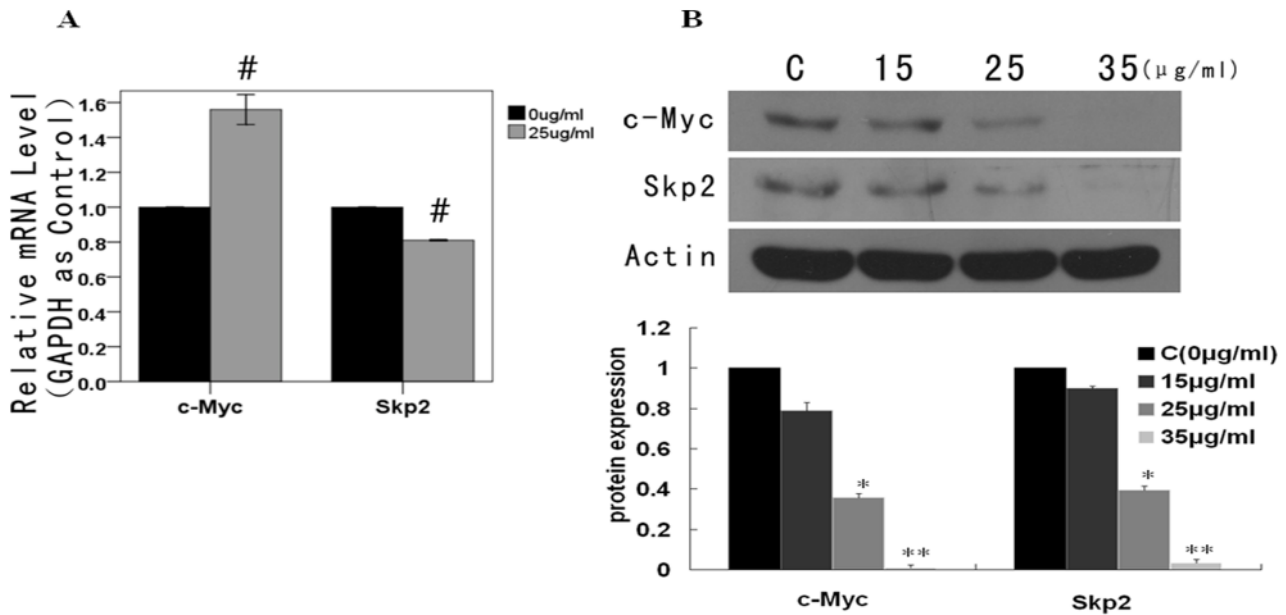 A
#
#
1.6
1.4
1.2
1.0
0.8
0.6
0.4
0.2
0.0
Relative mRNA Level
(GAPDH as Control)
c-Myc Skp2
0ug/ml
25ug/ml
B
C 15 25 35(μg/ml)
c-Myc
Skp2
Actin
1.2
1
0.8
0.6
0.4
0.2
0
protein expression
*
**
*
**
c-Myc Skp2
C(0μg/ml)
15μg/ml
25μg/ml
35μg/ml